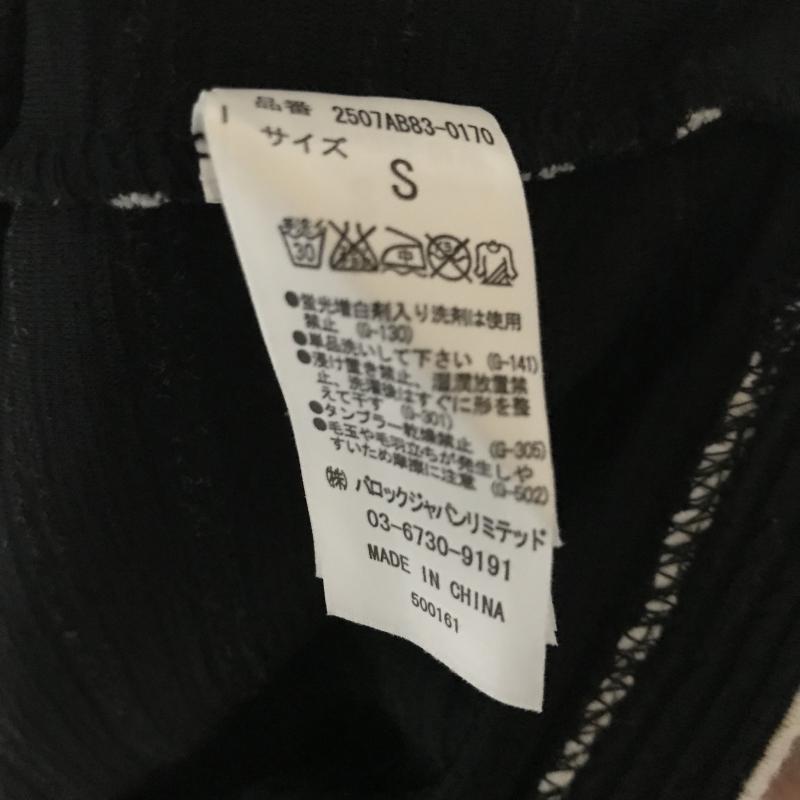 品番 2507AB83-0170
サイズ
S
30
中
●蛍光増白剤入り洗剤は使用
禁止 (G-130)
●単品洗いして下さい (G-141)
●浸け置き禁止、湿潤放置禁
止、洗濯後はすぐに形を整
えて干す (G-301)
●タンブラー乾燥禁止 (G-305)
●毛玉や毛羽立ちが発生しや
すいため摩擦に注意 (G-502)
(株) バロックジャパンリミテッド
03-6730-9191
MADE IN CHINA
500161